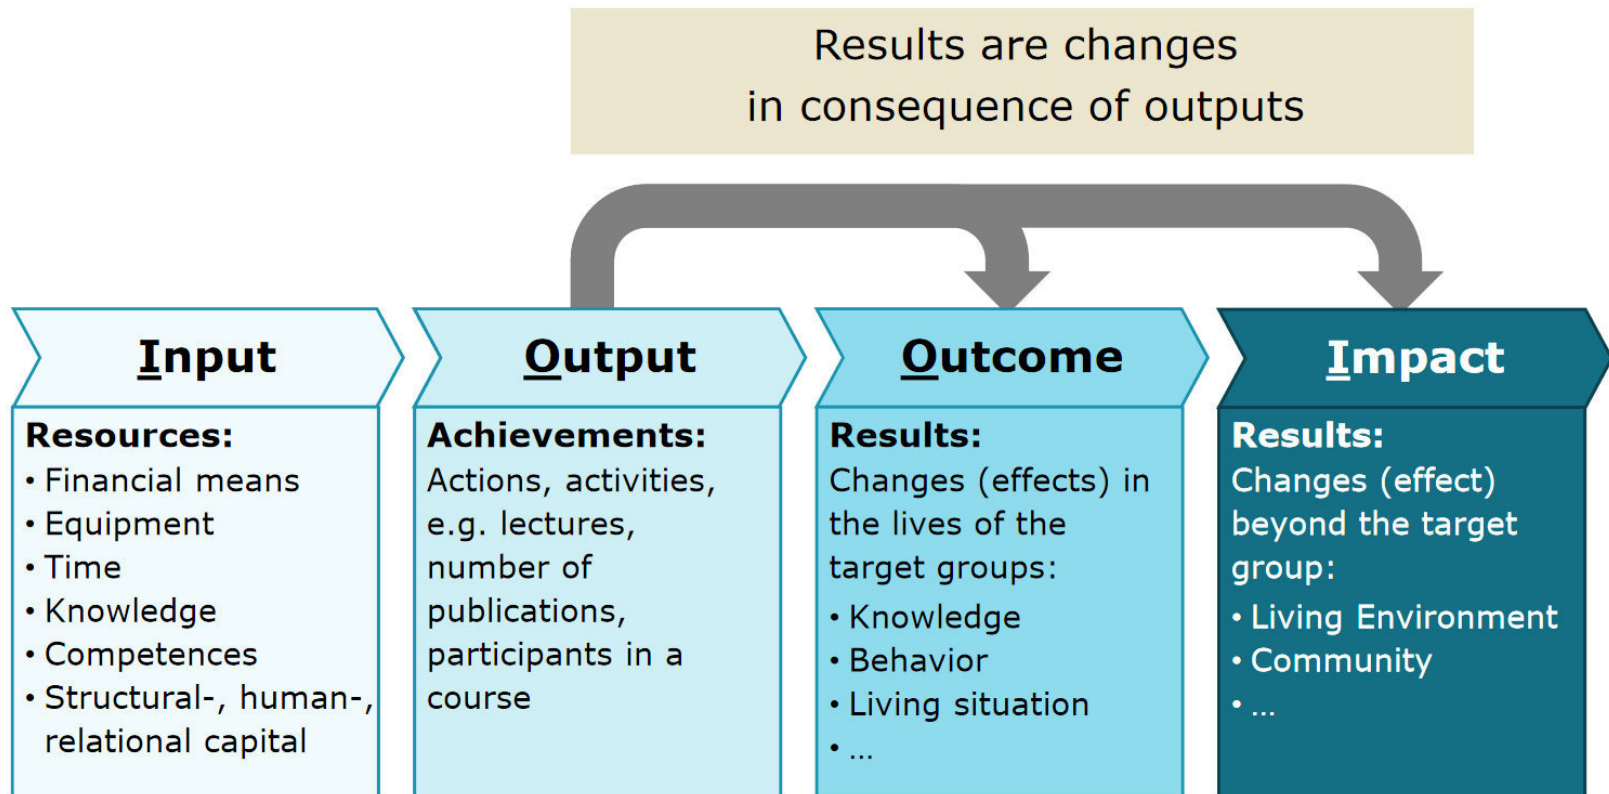 Results are changes
in consequence of outputs
Input
Resources:
• Financial means
• Equipment
• Time
• Knowledge
• Competences
• Structural-, human-,
relational capital
Output
Achievements:
Actions, activities,
e.g. lectures,
number of
publications,
participants in a
course
Outcome
Results:
Changes (effects) in
the lives of the
target groups:
• Knowledge
• Behavior
• Living situation
• ...
Impact
Results:
Changes (effect)
beyond the target
group:
• Living Environment
• Community
• ...